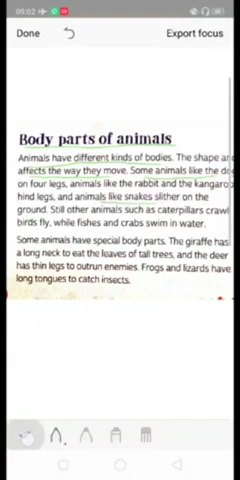 09:02
Done
Export focus
Body parts of animals
Animals have different kinds of bodies. The shape
affects the way they move. Some animals like the
on four legs, animals like the rabbit and the
hind legs, and animals like snakes slither on the
ground. Still other animals such as caterpillars crawl
birds fly, while fishes and crabs swim in water.
Some animals have special body parts. The giraffe has
a long neck to eat the leaves of tall trees, and the deer
has thin legs to outrun enemies. Frogs and lizards have
long tongues to catch insects.